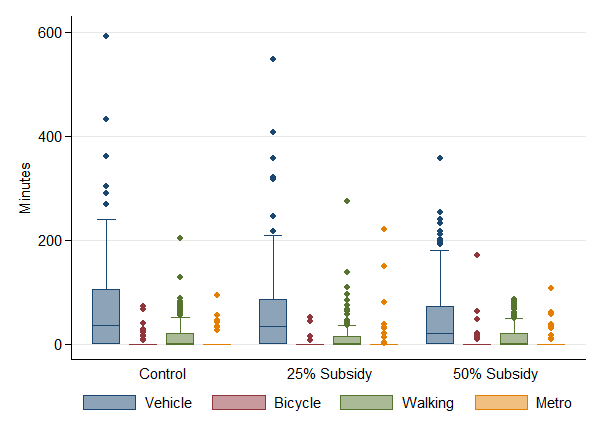 600
400
200
0
Minutes
Control 25% Subsidy 50% Subsidy
Vehicle Bicycle Walking Metro